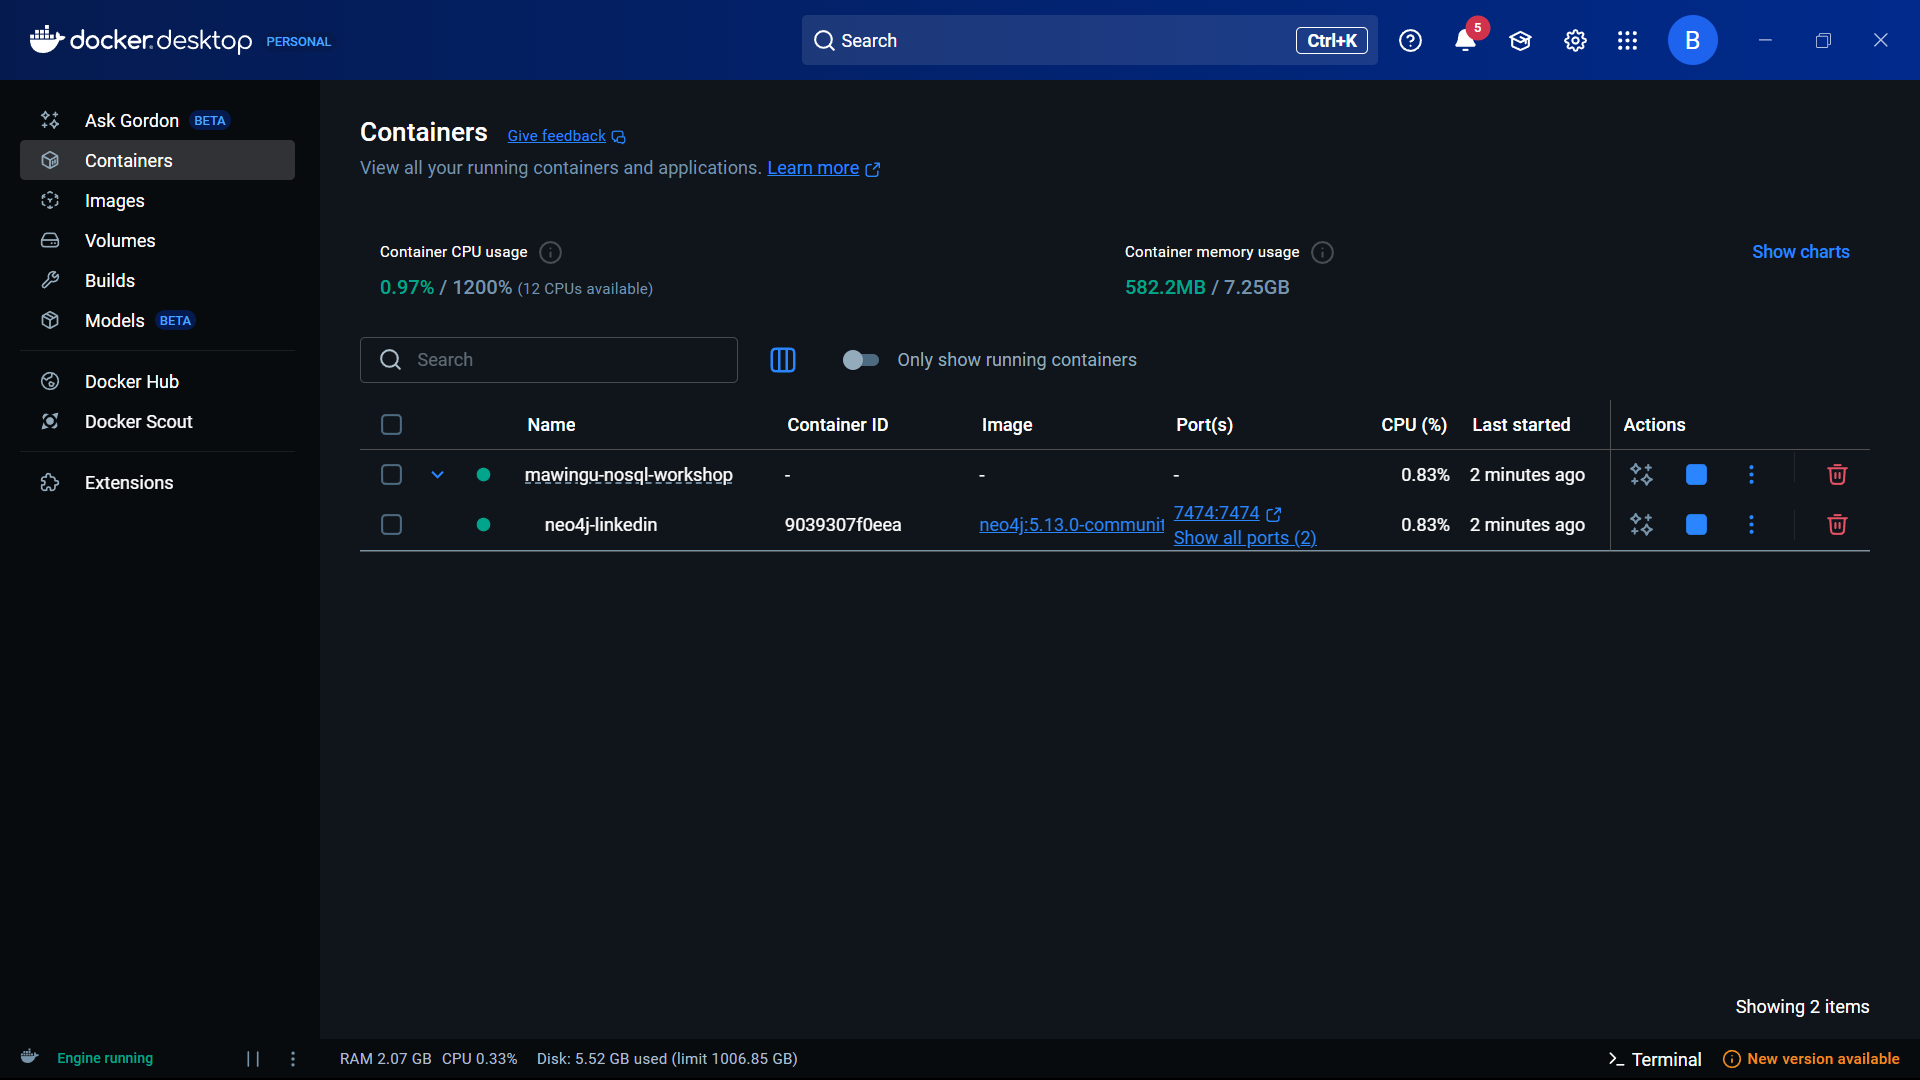 docker.desktop PERSONAL
Search
Ctrl+K
5
B
Ask Gordon BETA
Containers
Images
Volumes
Builds
Models BETA
Docker Hub
Docker Scout
Extensions
Containers Give feedback
View all your running containers and applications. Learn more
Container CPU usage
0.97% / 1200% (12 CPUs available)
Container memory usage
582.2MB / 7.25GB
Show charts
Search
Only show running containers
Name Container ID Image Port(s) CPU (%) Last started Actions
mawingu-nosql-workshop - - - 0.83% 2 minutes ago
neo4j-linkedin 9039307f0eea neo4j:5.13.0-communit 7474:7474 0.83% 2 minutes ago
Show all ports (2)
Showing 2 items
Engine running
RAM 2.07 GB CPU 0.33% Disk: 5.52 GB used (limit 1006.85 GB)
>_ Terminal
New version available